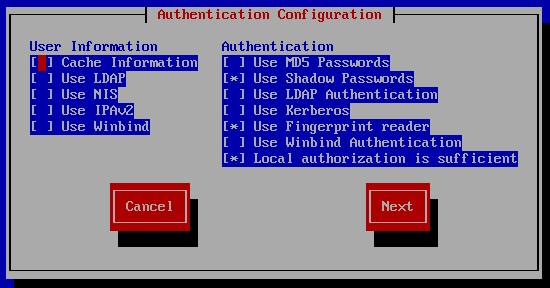 Authentication Configuration
User Information
[ ] Cache Information
[ ] Use LDAP
[ ] Use NIS
[ ] Use IPAv2
[ ] Use Winbind
Authentication
[ ] Use MD5 Passwords
[*] Use Shadow Passwords
[ ] Use LDAP Authentication
[ ] Use Kerberos
[*] Use Fingerprint reader
[ ] Use Winbind Authentication
[*] Local authorization is sufficient
Cancel
Next